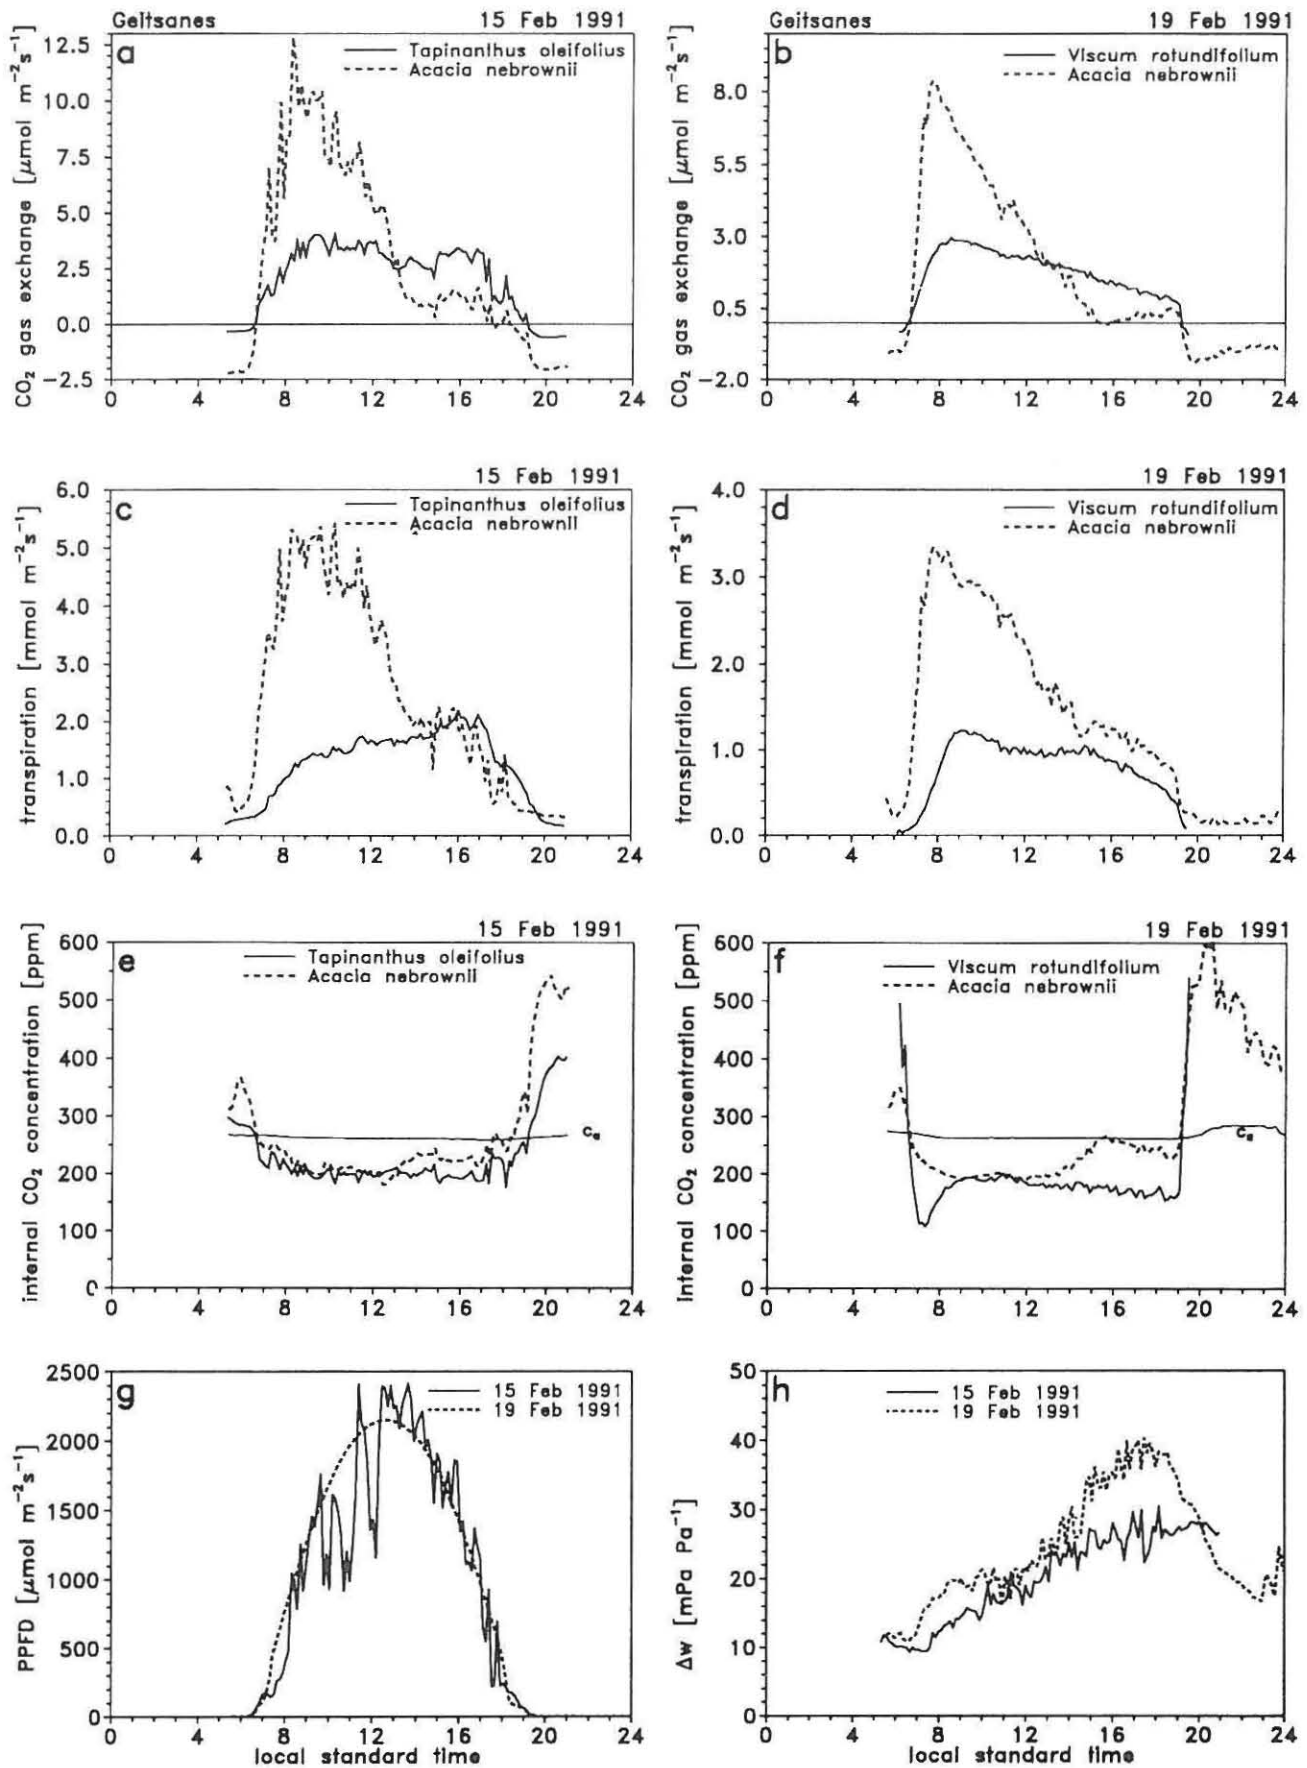 Geitsanes 15 Feb 1991
a
Tapinanthus oleifolius
Acacia nebrownii
CO₂ gas exchange [μmol m⁻²s⁻¹]
12.5
10.0
7.5
5.0
2.5
0.0
−2.5
0 4 8 12 16 20 24
Geitsanes 19 Feb 1991
b
Viscum rotundifolium
Acacia nebrownii
CO₂ gas exchange [μmol m⁻²s⁻¹]
8.0
5.5
3.0
0.5
−2.0
0 4 8 12 16 20 24
15 Feb 1991
c
Tapinanthus oleifolius
Acacia nebrownii
transpiration [mmol m⁻²s⁻¹]
6.0
5.0
4.0
3.0
2.0
1.0
0.0
0 4 8 12 16 20 24
19 Feb 1991
d
Viscum rotundifolium
Acacia nebrownii
transpiration [mmol m⁻²s⁻¹]
4.0
3.0
2.0
1.0
0.0
0 4 8 12 16 20 24
15 Feb 1991
e
Tapinanthus oleifolius
Acacia nebrownii
internal CO₂ concentration [ppm]
600
500
400
300
200
100
0
cₐ
0 4 8 12 16 20 24
19 Feb 1991
f
Viscum rotundifolium
Acacia nebrownii
internal CO₂ concentration [ppm]
600
500
400
300
200
100
0
cₐ
0 4 8 12 16 20 24
g
15 Feb 1991
19 Feb 1991
PPFD [μmol m⁻²s⁻¹]
2500
2000
1500
1000
500
0
0 4 8 12 16 20 24
local standard time
h
15 Feb 1991
19 Feb 1991
Δw [mPa Pa⁻¹]
50
40
30
20
10
0
0 4 8 12 16 20 24
local standard time